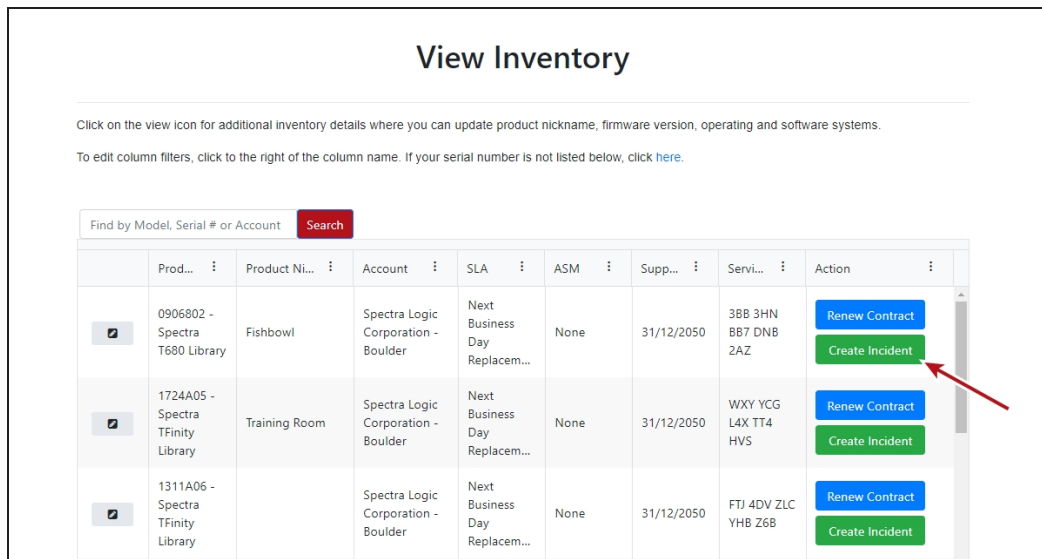 View Inventory
Click on the view icon for additional inventory details where you can update product nickname, firmware version, operating and software systems.
To edit column filters, click to the right of the column name. If your serial number is not listed below, click here.
Find by Model, Serial # or Account
Search
Prod...
Product Ni...
Account
SLA
ASM
Supp...
Servi...
Action
0906802 -
Spectra
T680 Library
Fishbowl
Spectra Logic
Corporation -
Boulder
Next
Business
Day
Replacem...
None
31/12/2050
3BB 3HN
BB7 DNB
2AZ
Renew Contract
Create Incident
1724A05 -
Spectra
TFinity
Library
Training Room
Spectra Logic
Corporation -
Boulder
Next
Business
Day
Replacem...
None
31/12/2050
WXY YCG
L4X TT4
HVS
Renew Contract
Create Incident
1311A06 -
Spectra
TFinity
Library
Spectra Logic
Corporation -
Boulder
Next
Business
Day
Replacem...
None
31/12/2050
FTJ 4DV ZLC
YHB Z6B
Renew Contract
Create Incident